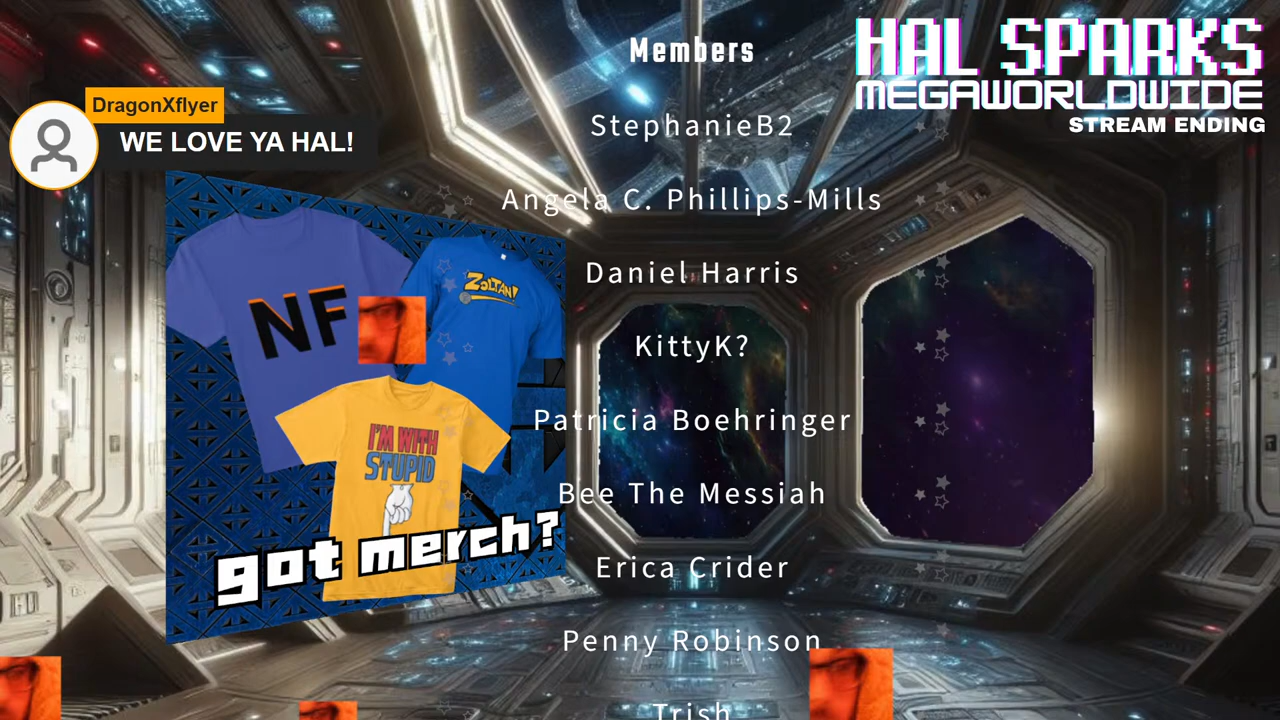 Members
HAL SPARKS
MEGAWORLDWIDE
STREAM ENDING
DragonXflyer
WE LOVE YA HAL!
StephanieB2
Angela C. Phillips-Mills
Daniel Harris
KittyK?
Patricia Boehringer
Bee The Messiah
Erica Crider
Penny Robinson
Trish
NF
ZOLTAN!
I'M WITH
STUPID
got merch?